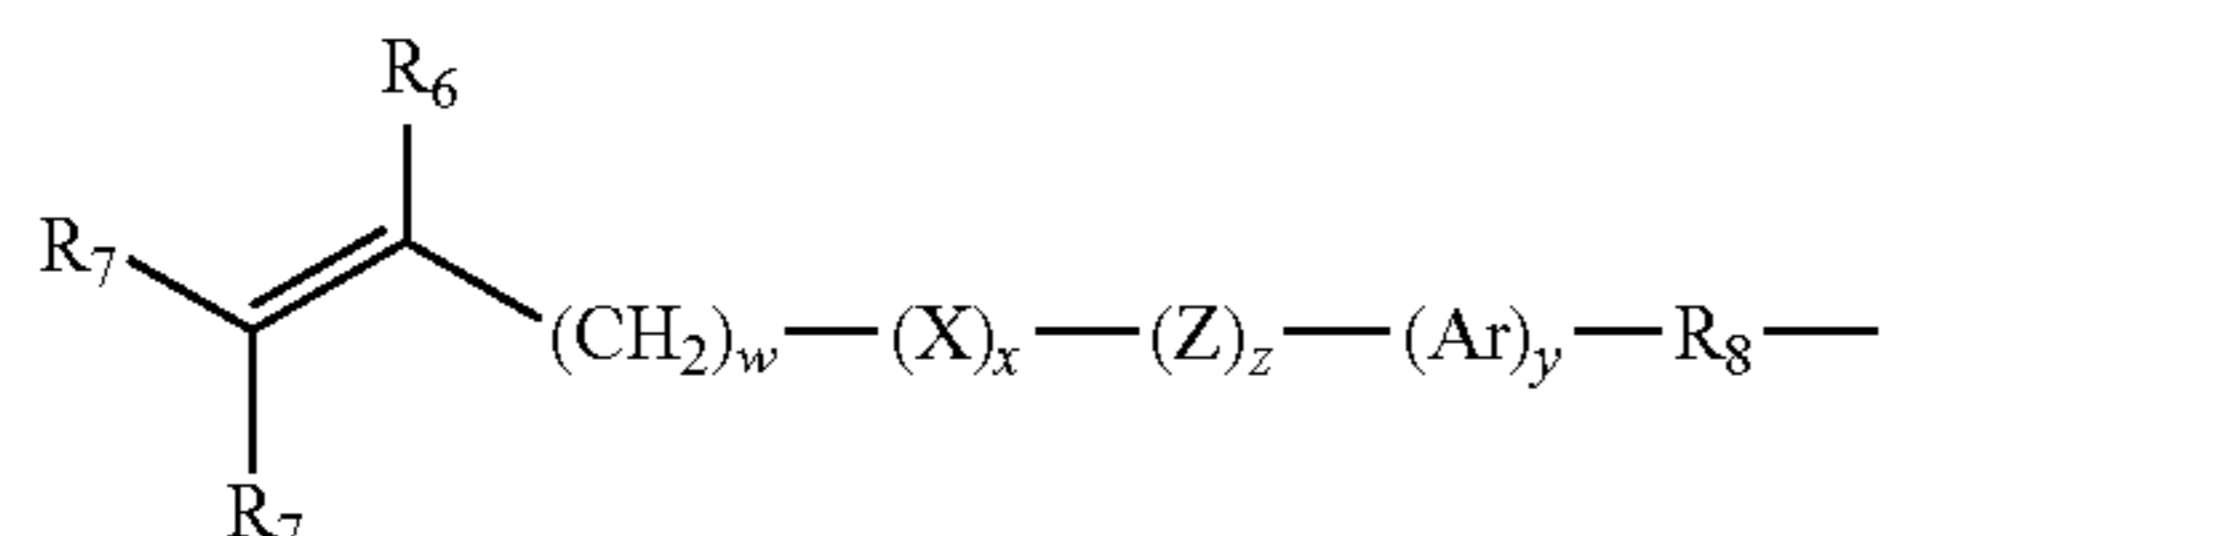 R6
R7
(CH2)w—(X)x—(Z)z—(Ar)y—R8—
R7